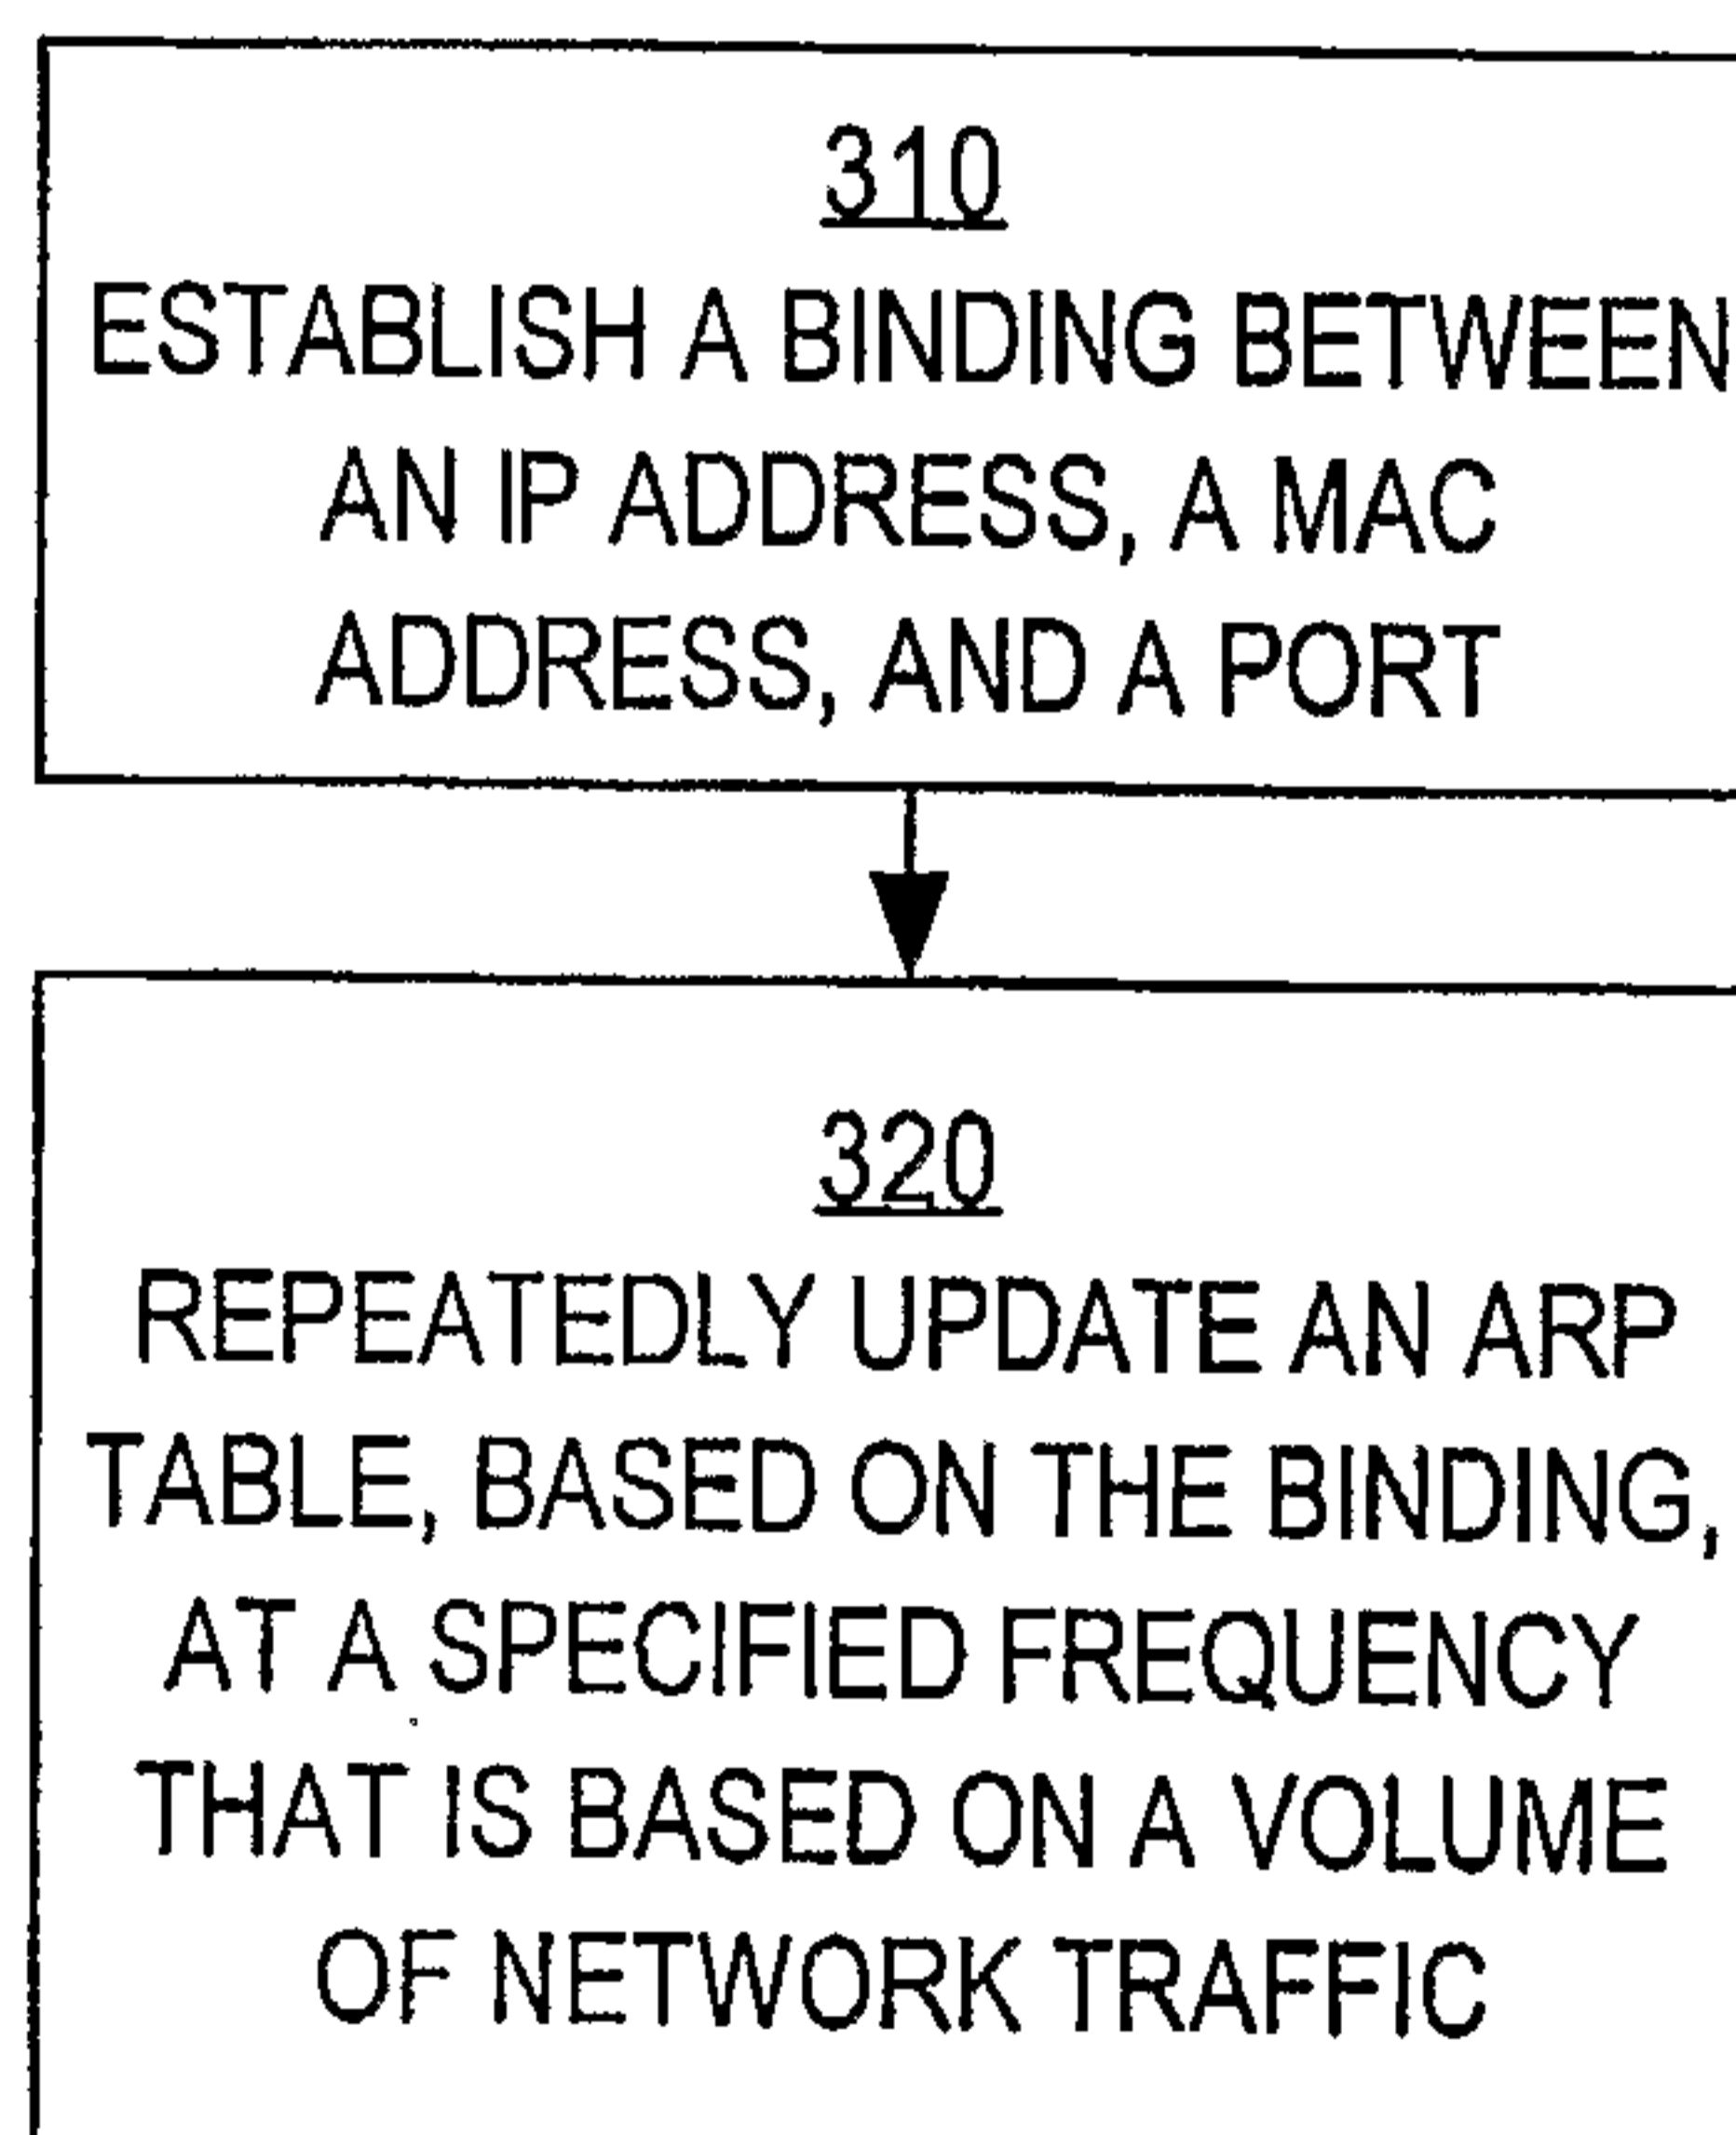 310
ESTABLISH A BINDING BETWEEN
AN IP ADDRESS, A MAC
ADDRESS, AND A PORT
320
REPEATEDLY UPDATE AN ARP
TABLE, BASED ON THE BINDING,
AT A SPECIFIED FREQUENCY
THAT IS BASED ON A VOLUME
OF NETWORK TRAFFIC